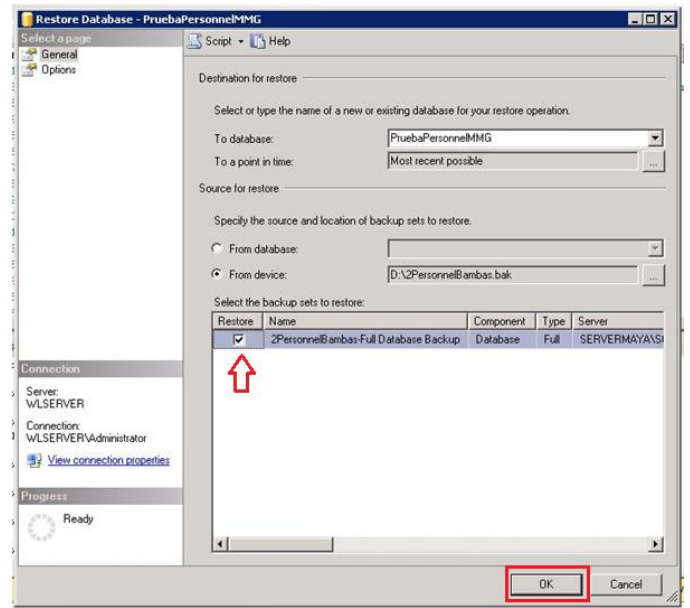 Restore Database - PruebaPersonnelMMG
Select a page
General
Options
Script Help
Destination for restore
Select or type the name of a new or existing database for your restore operation.
To database: PruebaPersonnelMMG
To a point in time: Most recent possible ...
Source for restore
Specify the source and location of backup sets to restore.
From database:
From device: D:\2PersonnelBambas.bak ...
Select the backup sets to restore:
Restore Name Component Type Server
2PersonnelBambas-Full Database Backup Database Full SERVERMAYA\S
Connection
Server:
WLSERVER
Connection:
WLSERVER\Administrator
View connection properties
Progress
Ready
OK Cancel